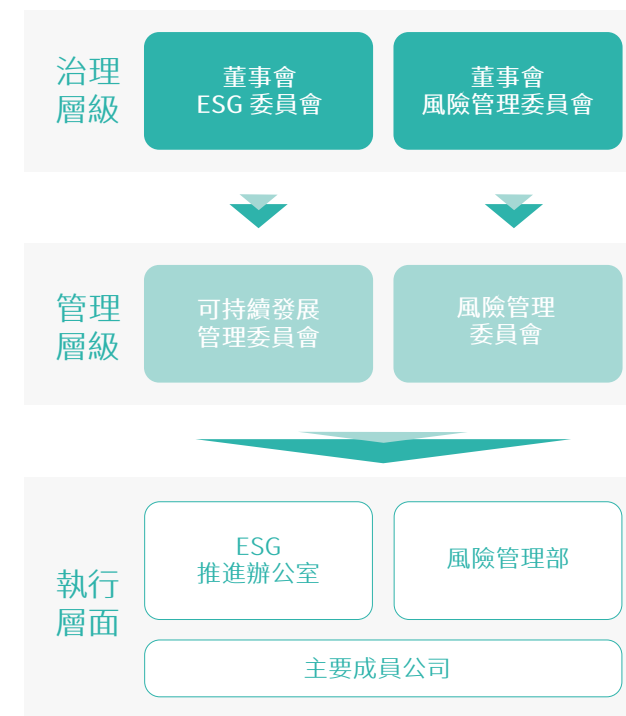 治理
層級
董事會
ESG 委員會
董事會
風險管理委員會
管理
層級
可持續發展
管理委員會
風險管理
委員會
執行
層面
ESG
推進辦公室
風險管理部
主要成員公司